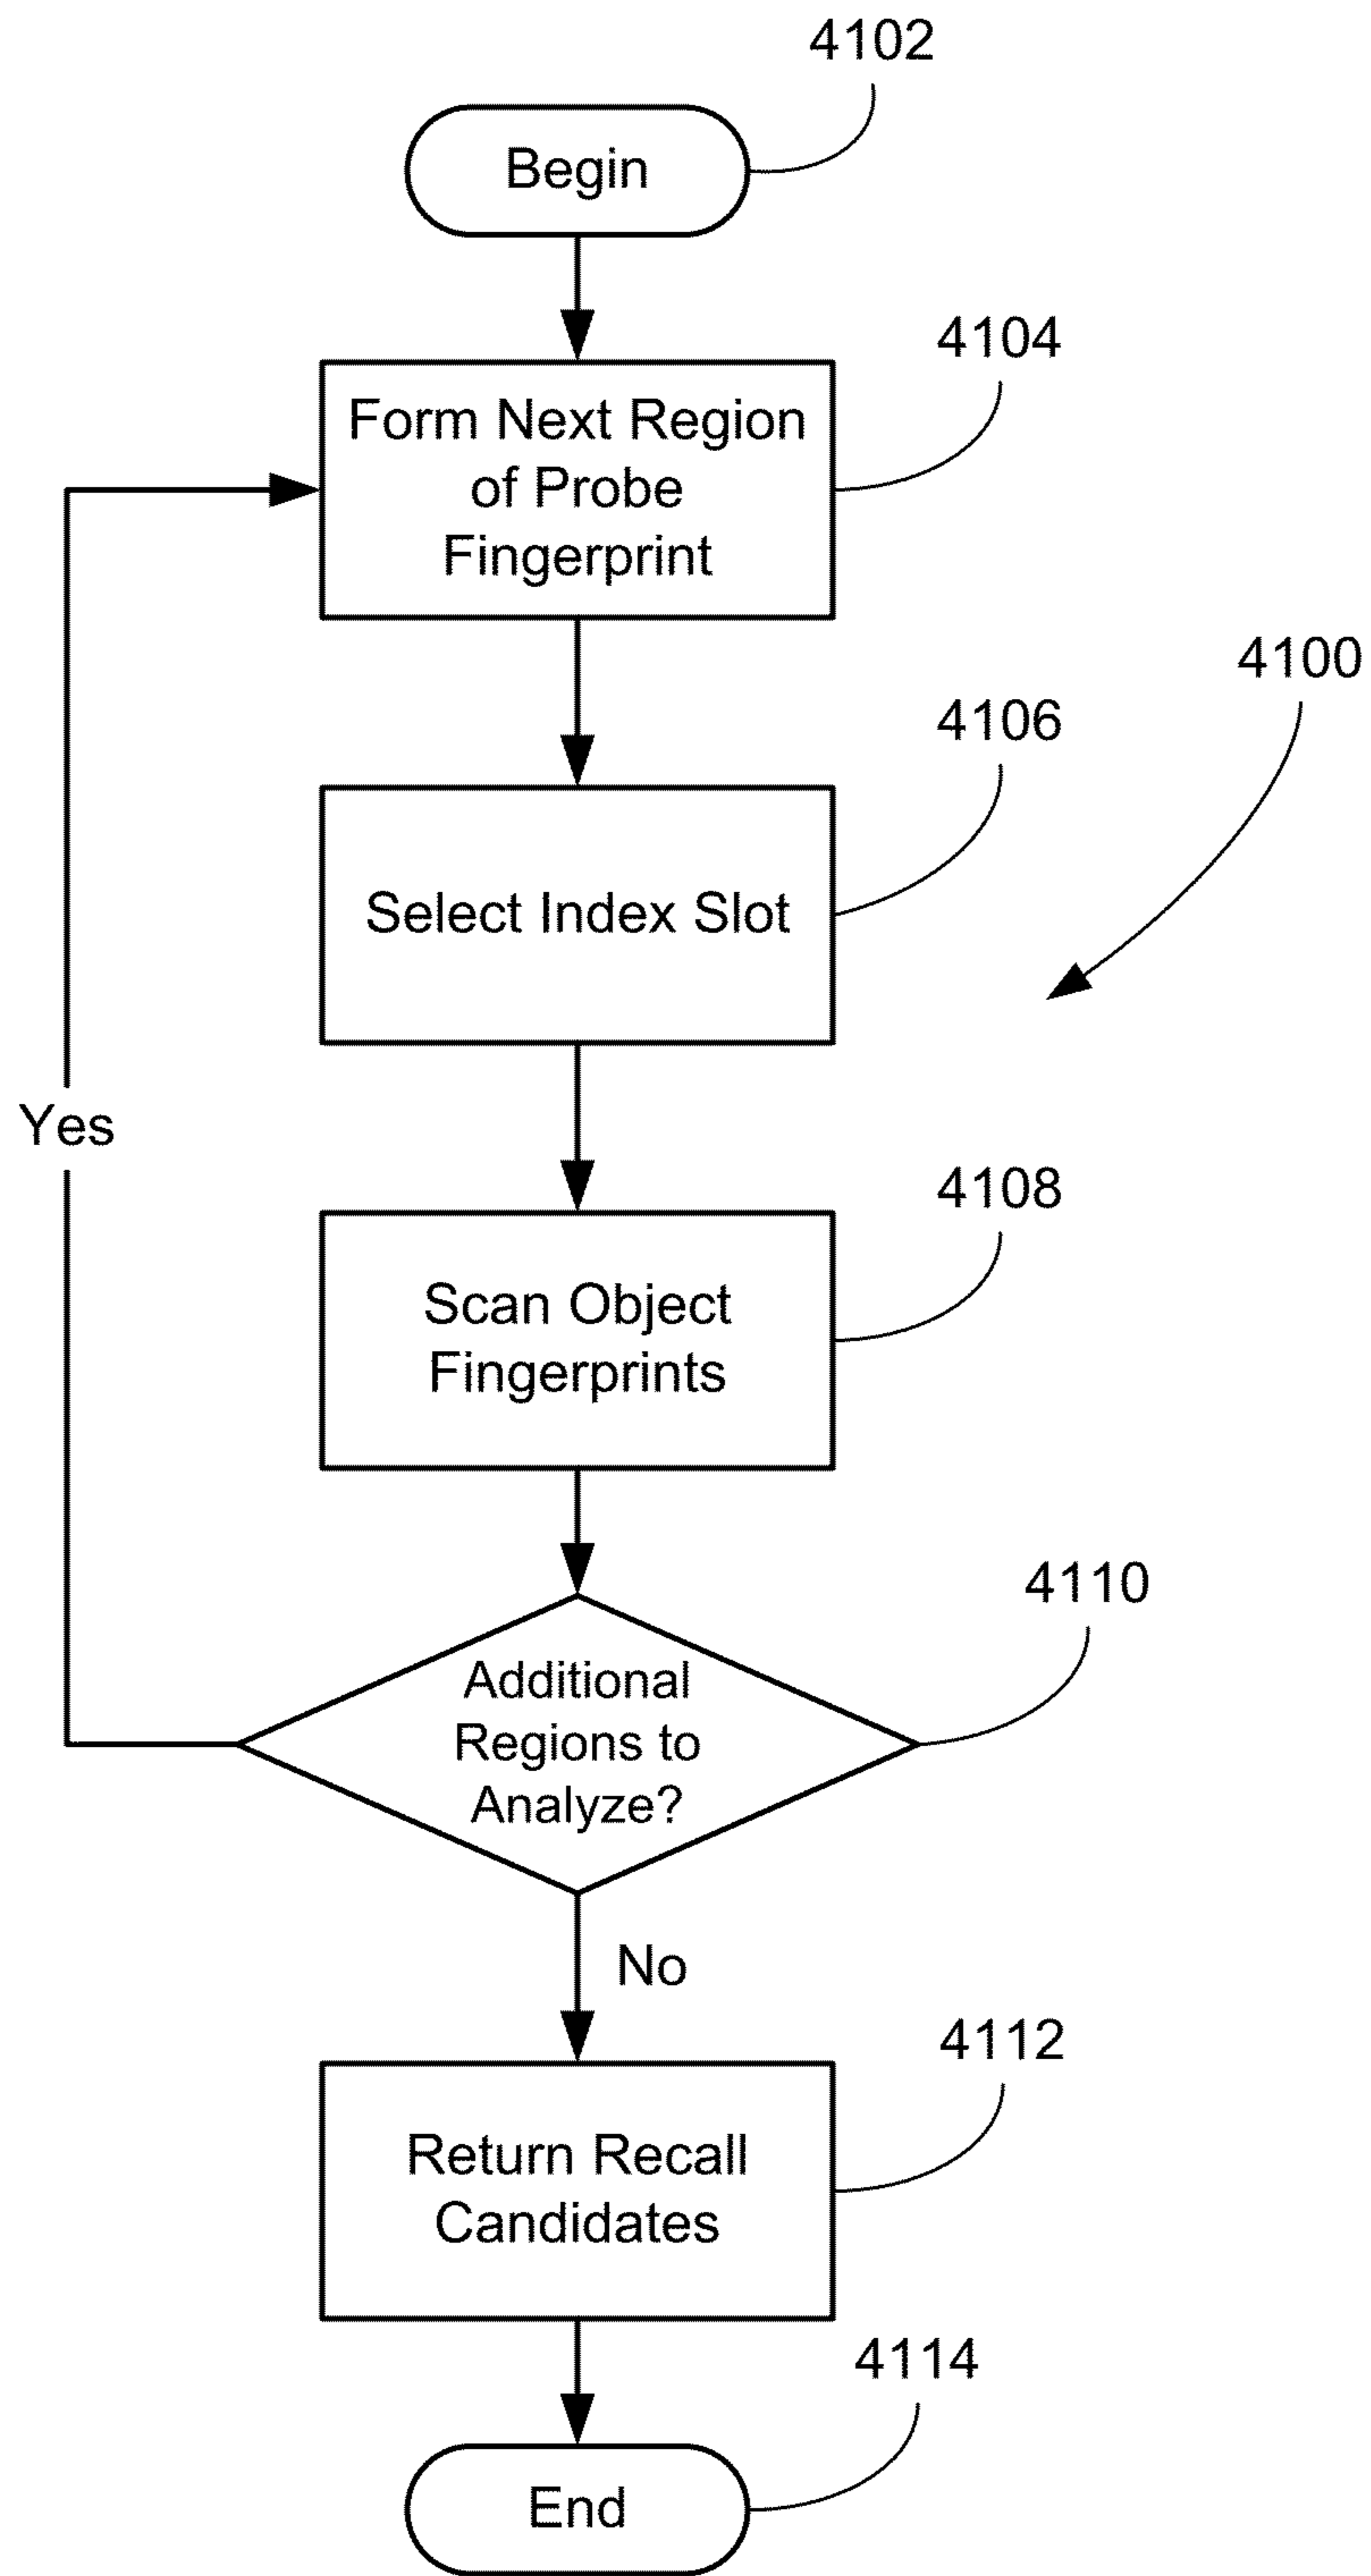 4102
Begin
4104
Form Next Region
of Probe
Fingerprint
4100
4106
Select Index Slot
Yes
4108
Scan Object
Fingerprints
4110
Additional
Regions to
Analyze?
No
4112
Return Recall
Candidates
4114
End